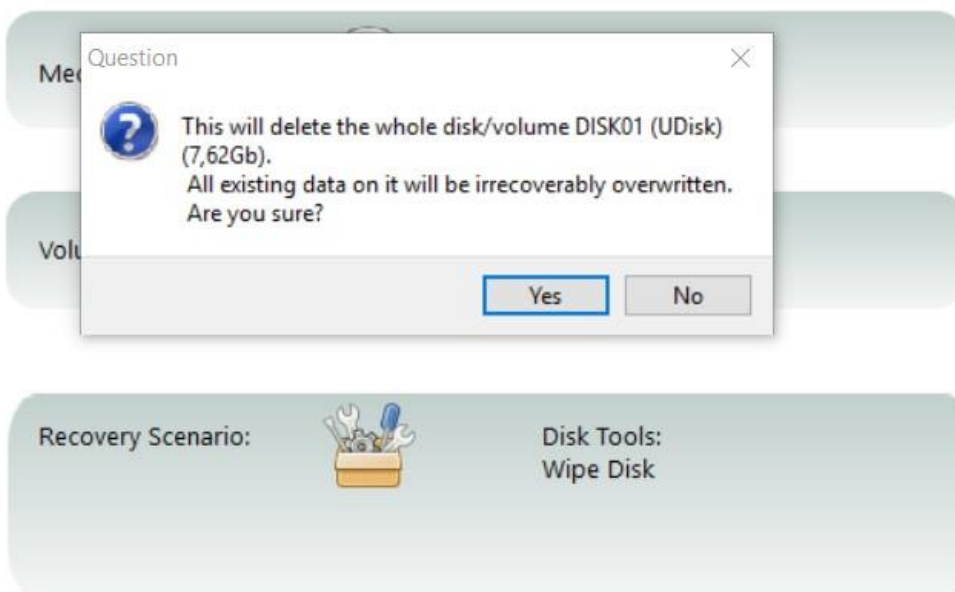 Question
This will delete the whole disk/volume DISK01 (UDisk)
(7,62Gb).
All existing data on it will be irrecoverably overwritten.
Are you sure?
Yes No
Recovery Scenario:
Disk Tools:
Wipe Disk